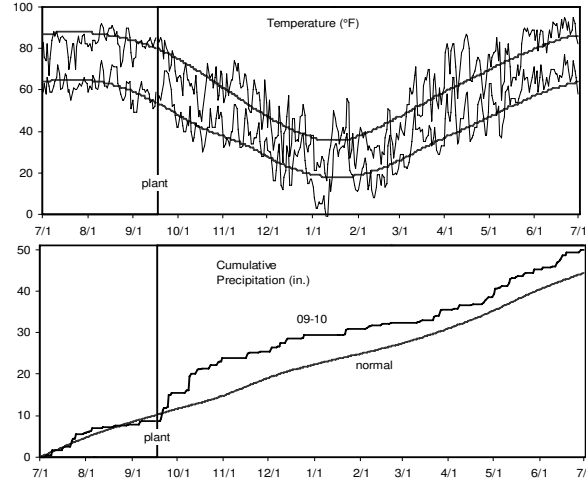 100
Temperature (°F)
80
60
40
20
plant
0
7/1 8/1 9/1 10/1 11/1 12/1 1/1 2/1 3/1 4/1 5/1 6/1 7/1
50
Cumulative
Precipitation (in.)
40
09-10
30
normal
20
10
plant
0
7/1 8/1 9/1 10/1 11/1 12/1 1/1 2/1 3/1 4/1 5/1 6/1 7/